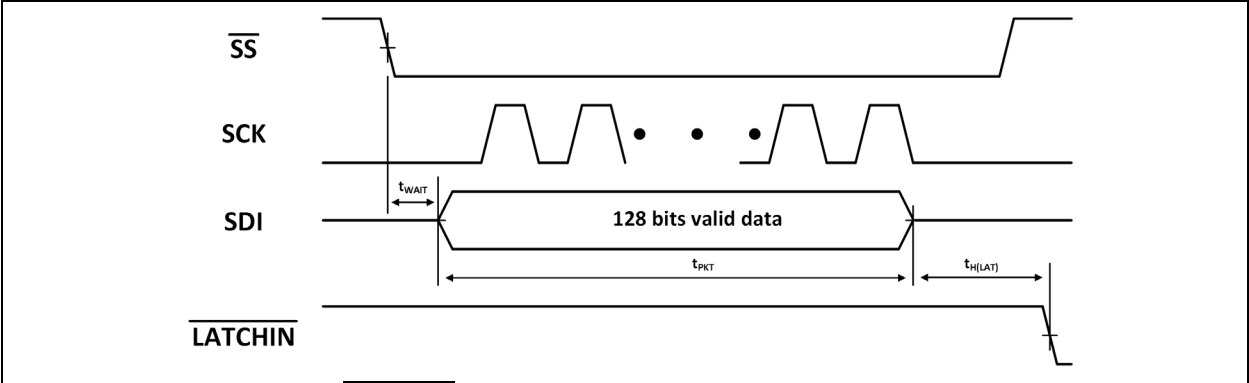 SS
SCK
tWAIT
SDI
128 bits valid data
tPKT
tH(LAT)
LATCHIN